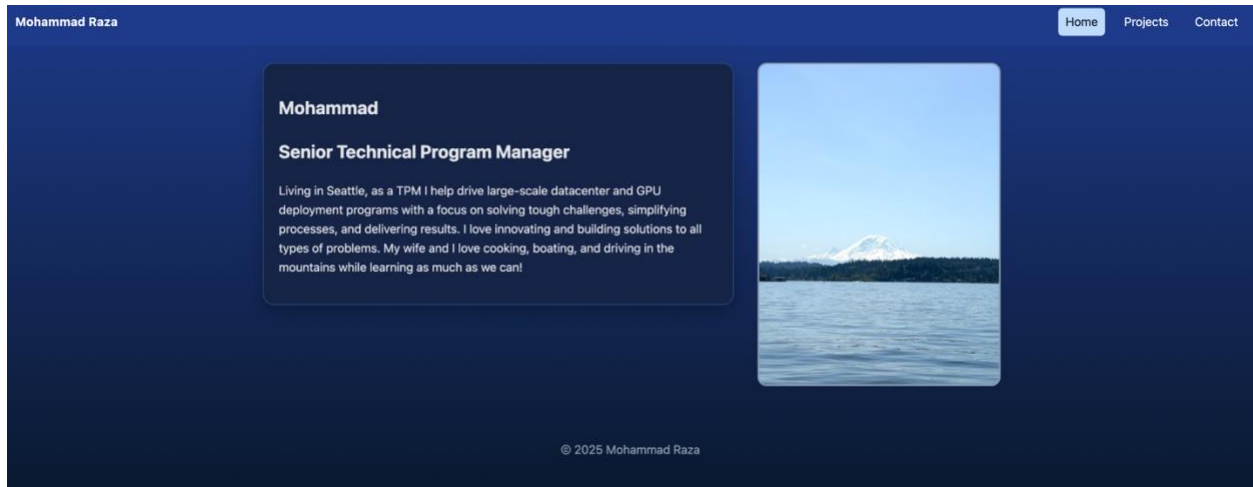 Mohammad Raza
Home
Projects
Contact
Mohammad
Senior Technical Program Manager
Living in Seattle, as a TPM I help drive large-scale datacenter and GPU
deployment programs with a focus on solving tough challenges, simplifying
processes, and delivering results. I love innovating and building solutions to all
types of problems. My wife and I love cooking, boating, and driving in the
mountains while learning as much as we can!
© 2025 Mohammad Raza